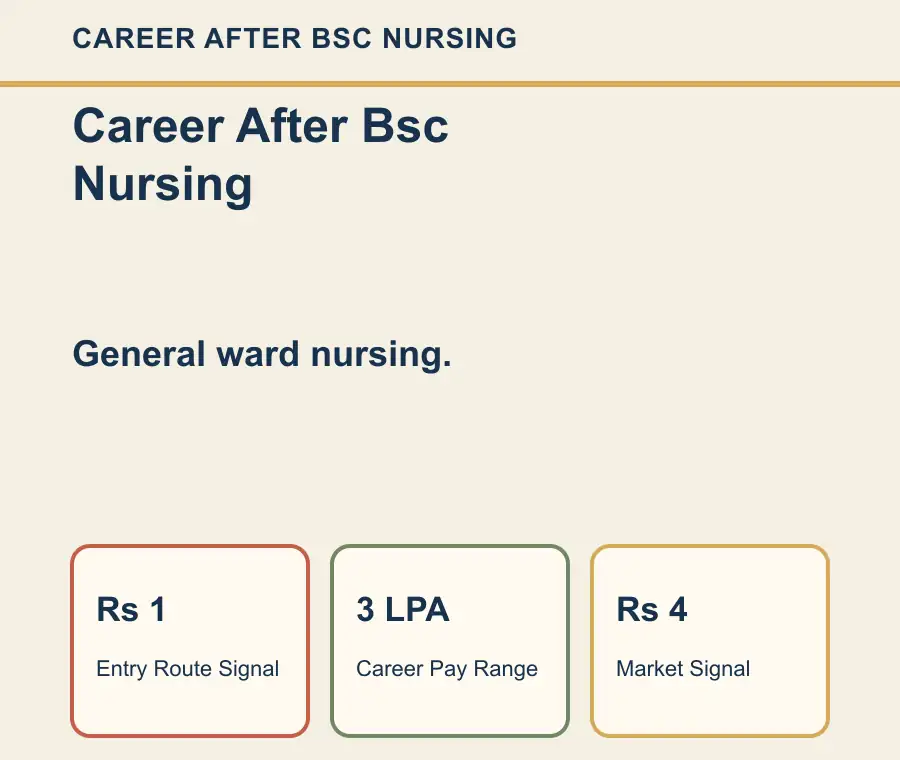 CAREER AFTER BSC NURSING
Career After Bsc
Nursing
General ward nursing.
Rs 1
Entry Route Signal
3 LPA
Career Pay Range
Rs 4
Market Signal